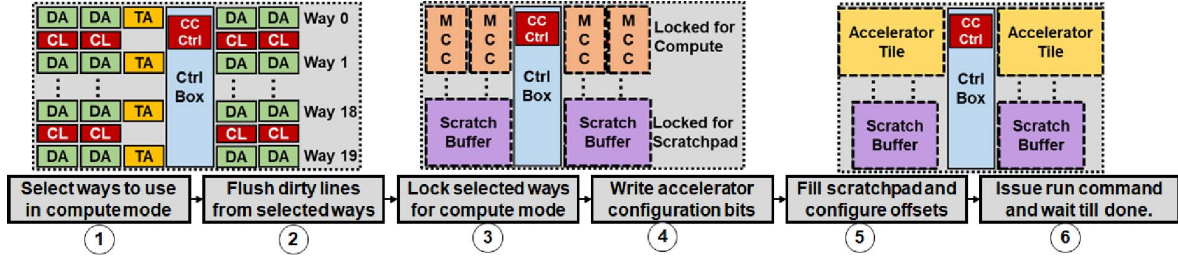 DA DA TA CC Ctrl DA DA Way 0
CL CL CL CL
DA DA TA DA DA Way 1
Ctrl Box
DA DA TA DA DA Way 18
CL CL CL CL
DA DA TA DA DA Way 19
MCC MCC CC Ctrl MCC MCC
Locked for
Compute
Ctrl
Box
Scratch
Buffer
Scratch
Buffer
Locked for
Scratchpad
Accelerator
Tile
CC
Ctrl
Accelerator
Tile
Ctrl
Box
Scratch
Buffer
Scratch
Buffer
Select ways to use
in compute mode
Flush dirty lines
from selected ways
Lock selected ways
for compute mode
Write accelerator
configuration bits
Fill scratchpad and
configure offsets
Issue run command
and wait till done.
1
2
3
4
5
6